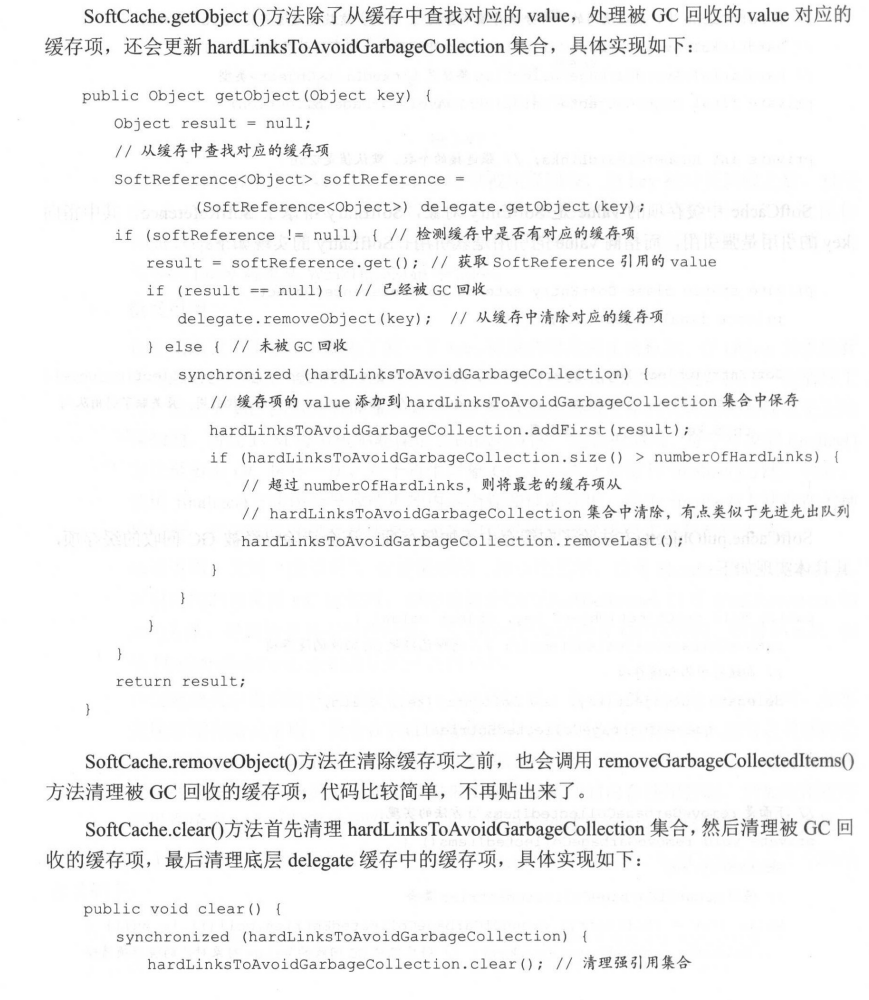 SoftCache.getObject ()方法除了从缓存中查找对应的 value，处理被 GC 回收的 value 对应的
缓存项，还会更新 hardLinksToAvoidGarbageCollection 集合，具体实现如下：
public Object getObject(Object key) {
Object result = null;
// 从缓存中查找对应的缓存项
SoftReference<Object> softReference =
(SoftReference<Object>) delegate.getObject(key);
if (softReference != null) { // 检测缓存中是否有对应的缓存项
result = softReference.get(); // 获取 SoftReference 引用的 value
if (result == null) { // 已经被 GC 回收
delegate.removeObject(key); // 从缓存中清除对应的缓存项
} else { // 未被 GC 回收
synchronized (hardLinksToAvoidGarbageCollection) {
// 缓存项的 value 添加到 hardLinksToAvoidGarbageCollection 集合中保存
hardLinksToAvoidGarbageCollection.addFirst(result);
if (hardLinksToAvoidGarbageCollection.size() > numberOfHardLinks) {
// 超过 numberOfHardLinks，则将最老的缓存项从
// hardLinksToAvoidGarbageCollection 集合中清除，有点类似于先进先出队列
hardLinksToAvoidGarbageCollection.removeLast();
}
}
}
}
return result;
}
SoftCache.removeObject()方法在清除缓存项之前，也会调用 removeGarbageCollectedItems()
方法清理被 GC 回收的缓存项，代码比较简单，不再贴出来了。
SoftCache.clear()方法首先清理 hardLinksToAvoidGarbageCollection 集合，然后清理被 GC 回
收的缓存项，最后清理底层 delegate 缓存中的缓存项，具体实现如下：
public void clear() {
synchronized (hardLinksToAvoidGarbageCollection) {
hardLinksToAvoidGarbageCollection.clear(); // 清理强引用集合